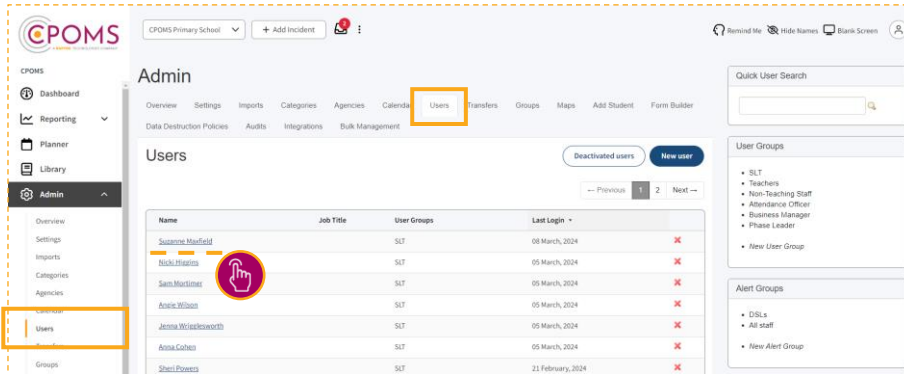 CPOMS
CPOMS Primary School
+ Add Incident
Remind Me
Hide Names
Blank Screen
CPOMS
Dashboard
Reporting
Planner
Library
Admin
Overview
Settings
Imports
Categories
Agencies
Calendar
Users
Groups
Admin
Overview Settings Imports Categories Agencies Calendar Users Transfers Groups Maps Add Student Form Builder
Data Destruction Policies Audits Integrations Bulk Management
Users
Deactivated users
New user
← Previous 1 2 Next →
Name Job Title User Groups Last Login
Suzanne Maxfield SLT 08 March, 2024
Nicki Higgins SLT 05 March, 2024
Sam Mortimer SLT 05 March, 2024
Angie Wilson SLT 05 March, 2024
Jenna Wrigglesworth SLT 05 March, 2024
Anna Cohen SLT 05 March, 2024
Sheri Powers SLT 21 February, 2024
Quick User Search
User Groups
• SLT
• Teachers
• Non-Teaching Staff
• Attendance Officer
• Business Manager
• Phase Leader
• New User Group
Alert Groups
• DSLs
• All staff
• New Alert Group